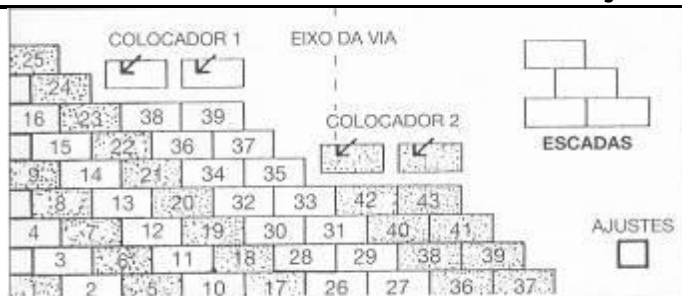 COLOCADOR 1
EIXO DA VIA
25
24
16 23 38 39
COLOCADOR 2
ESCADAS
15 22 36 37
9 14 21 34 35
8 13 20 32 33 42 43
4 7 12 19 30 31 40 41
AJUSTES
3 6 11 18 28 29 38 39
1 2 5 10 17 26 27 36 37